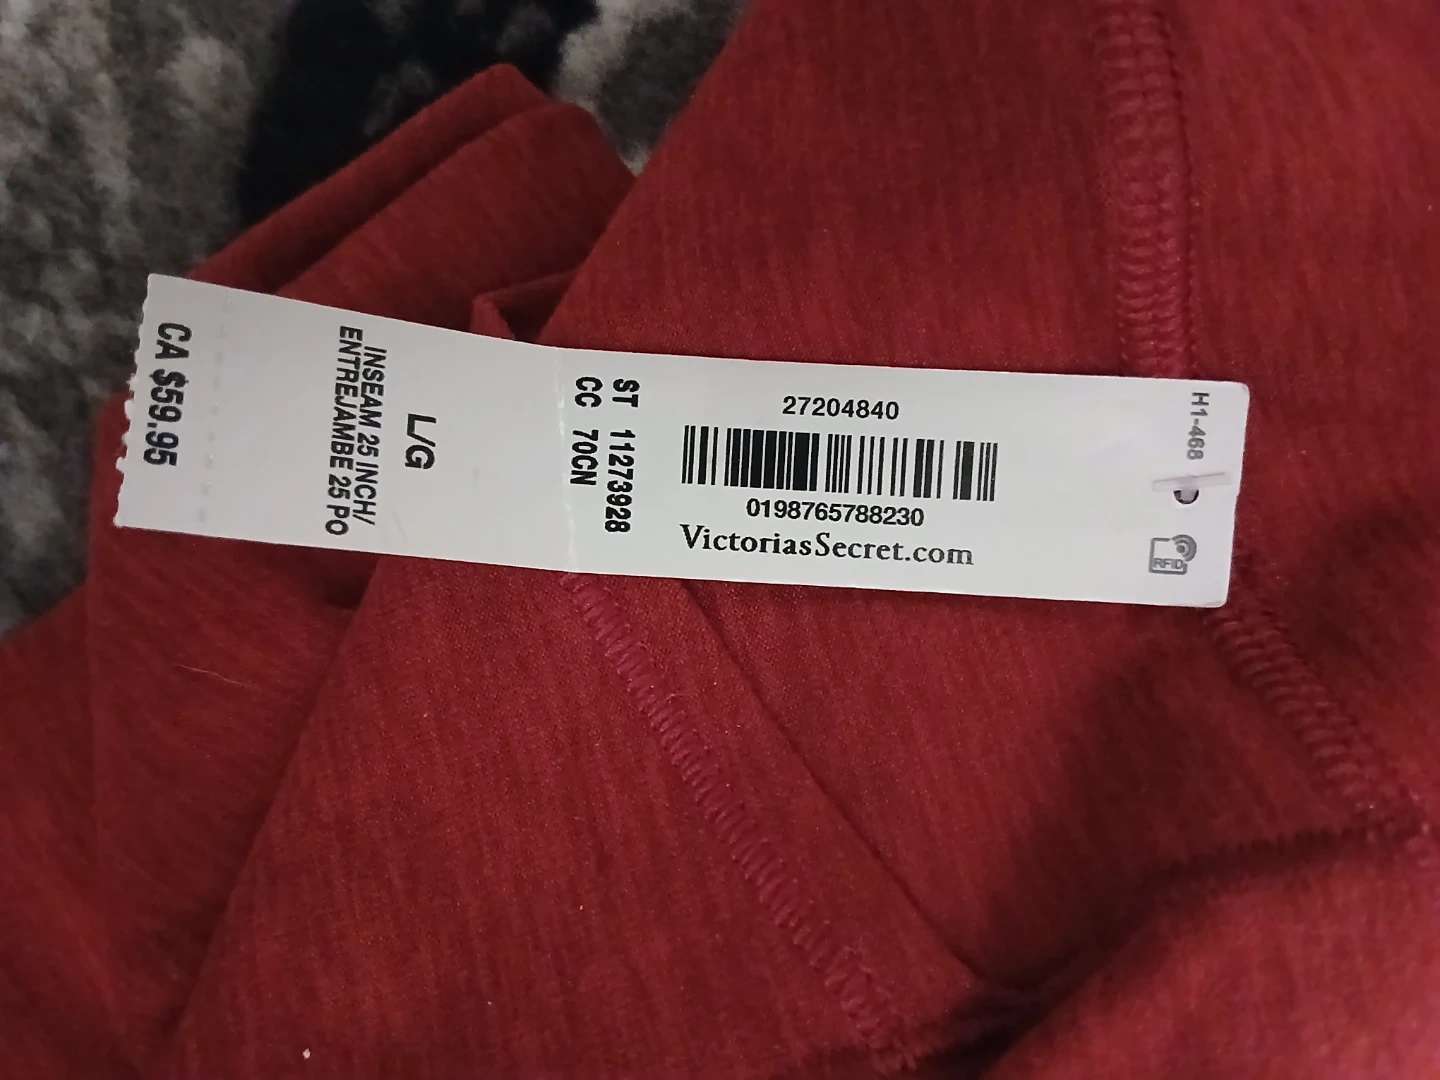 27204840
0198765788230
VictoriasSecret.com
H1-468
RFID
ST 11273928
CC 70CN
L/G
INSEAM 25 INCH/
ENTREJAMBE 25 PO
CA $59.95